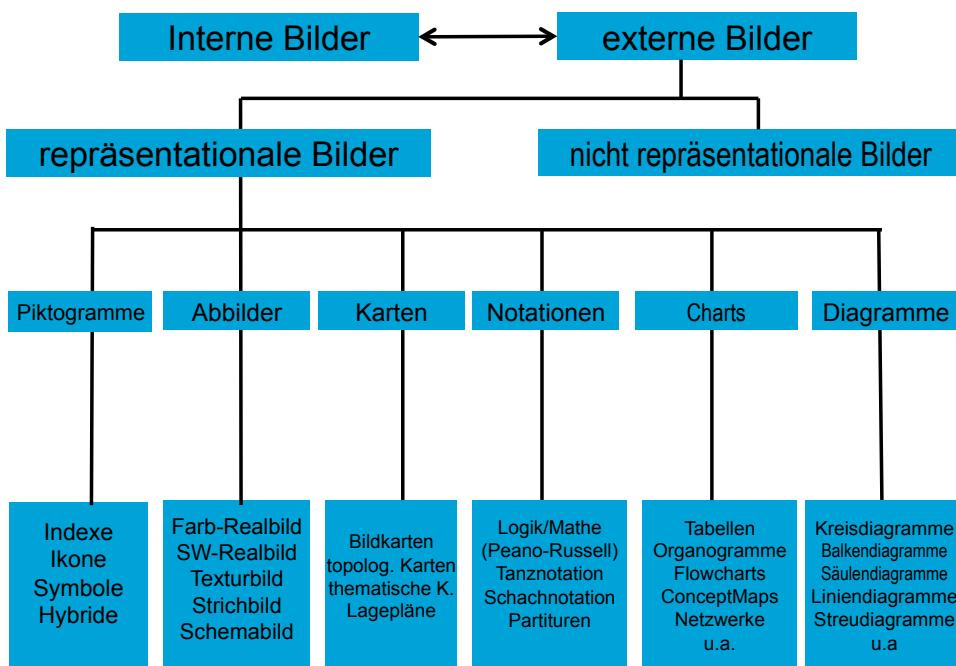 Interne Bilder
externe Bilder
repräsentationale Bilder
nicht repräsentationale Bilder
Piktogramme
Abbilder
Karten
Notationen
Charts
Diagramme
Indexe
Ikone
Symbole
Hybride
Farb-Realbild
SW-Realbild
Texturbild
Strichbild
Schemabild
Bildkarten
topolog. Karten
thematische K.
Lagepläne
Logik/Mathe
(Peano-Russell)
Tanznotation
Schachnotation
Partituren
Tabellen
Organogramme
Flowcharts
ConceptMaps
Netzwerke
u.a.
Kreisdiagramme
Balkendiagramme
Säulendiagramme
Liniendiagramme
Streudiagramme
u.a